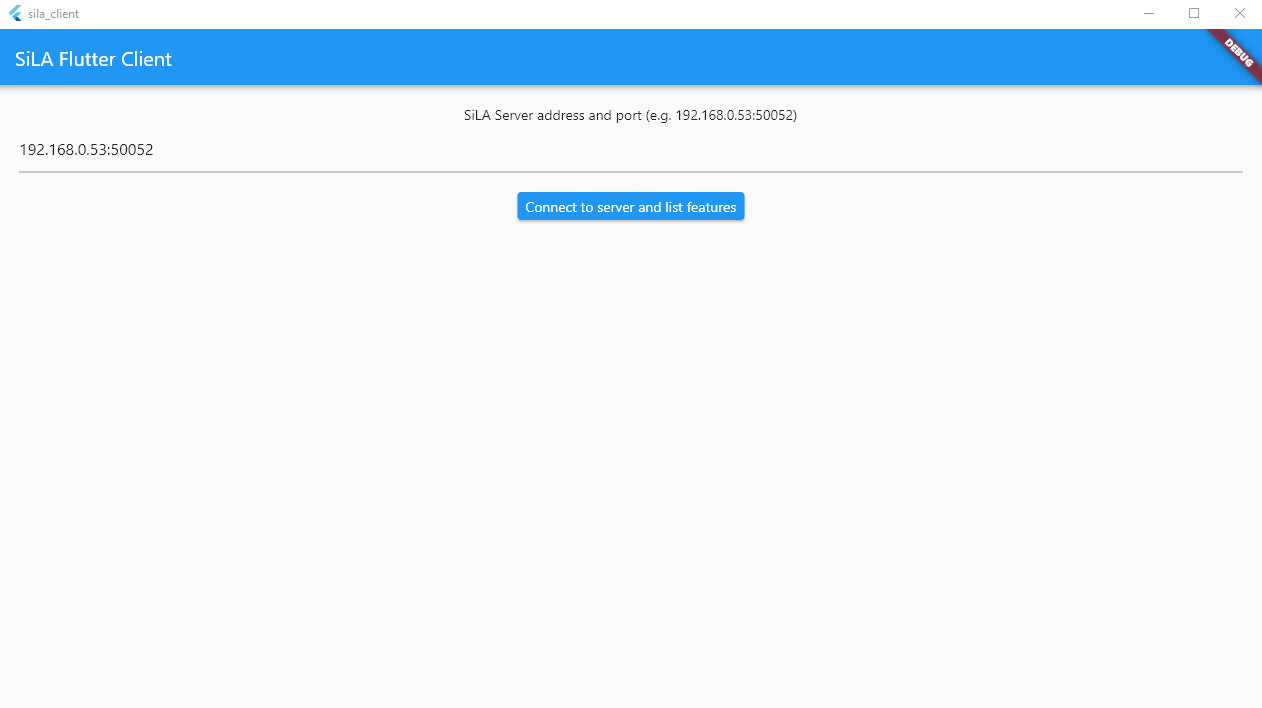 sila_client
SiLA Flutter Client
DEBUG
SiLA Server address and port (e.g. 192.168.0.53:50052)
192.168.0.53:50052
Connect to server and list features